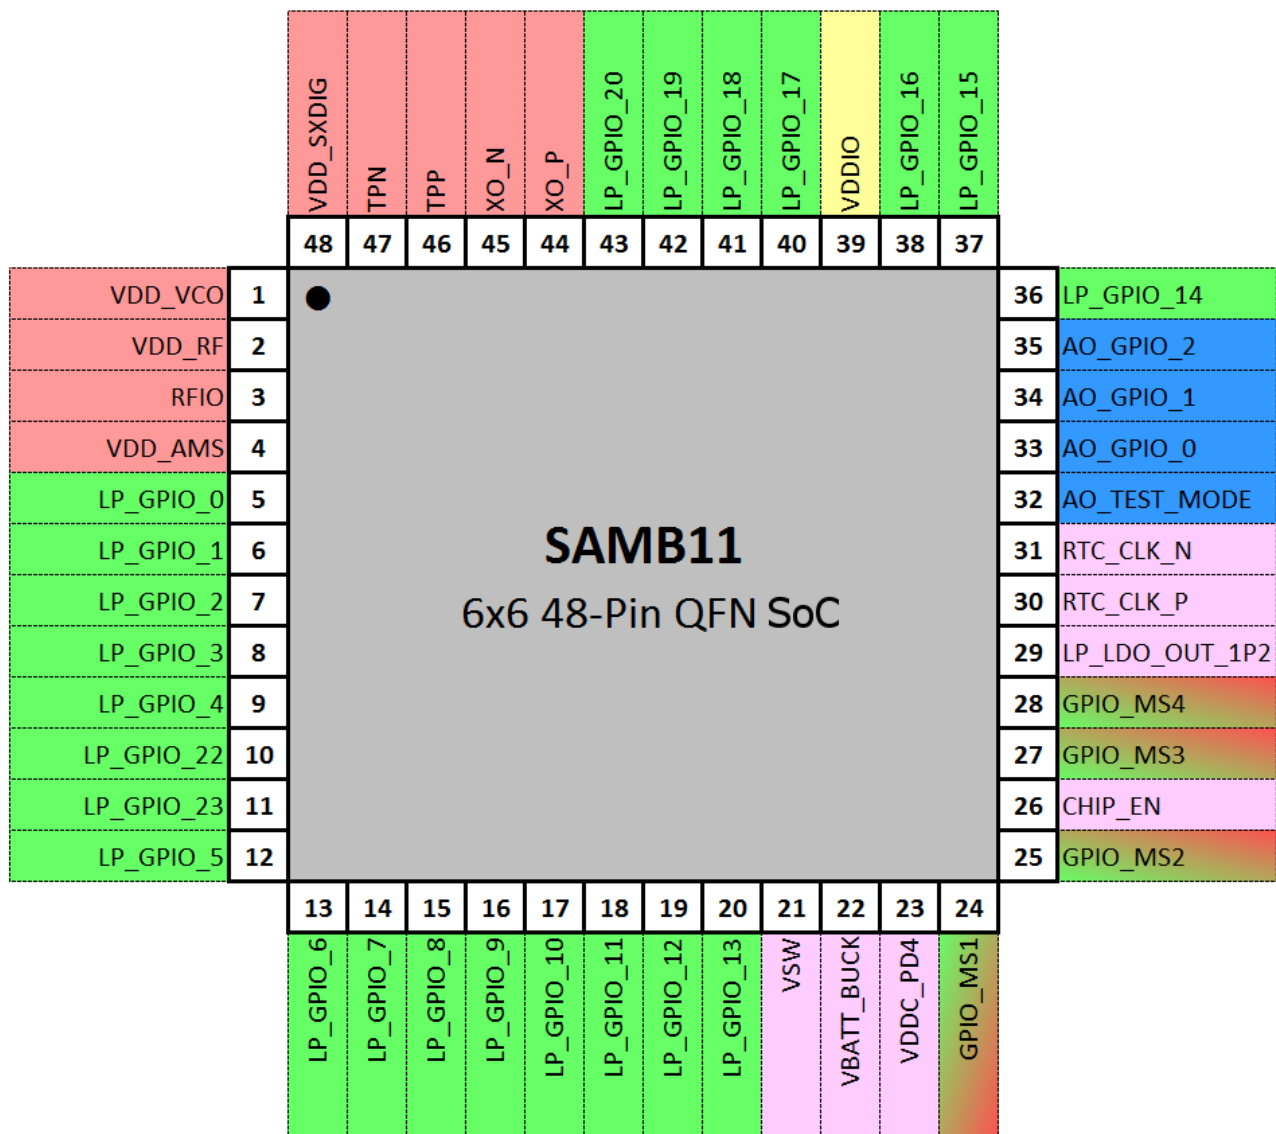 VDD_SXDIG
TPN
TPP
XO_N
XO_P
LP_GPIO_20
LP_GPIO_19
LP_GPIO_18
LP_GPIO_17
VDDIO
LP_GPIO_16
LP_GPIO_15
48 47 46 45 44 43 42 41 40 39 38 37
VDD_VCO 1
VDD_RF 2
RFIO 3
VDD_AMS 4
LP_GPIO_0 5
LP_GPIO_1 6
LP_GPIO_2 7
LP_GPIO_3 8
LP_GPIO_4 9
LP_GPIO_22 10
LP_GPIO_23 11
LP_GPIO_5 12
SAMB11
6x6 48-Pin QFN SoC
36 LP_GPIO_14
35 AO_GPIO_2
34 AO_GPIO_1
33 AO_GPIO_0
32 AO_TEST_MODE
31 RTC_CLK_N
30 RTC_CLK_P
29 LP_LDO_OUT_1P2
28 GPIO_MS4
27 GPIO_MS3
26 CHIP_EN
25 GPIO_MS2
13 14 15 16 17 18 19 20 21 22 23 24
LP_GPIO_6
LP_GPIO_7
LP_GPIO_8
LP_GPIO_9
LP_GPIO_10
LP_GPIO_11
LP_GPIO_12
LP_GPIO_13
VSW
VBATT_BUCK
VDDC_PD4
GPIO_MS1